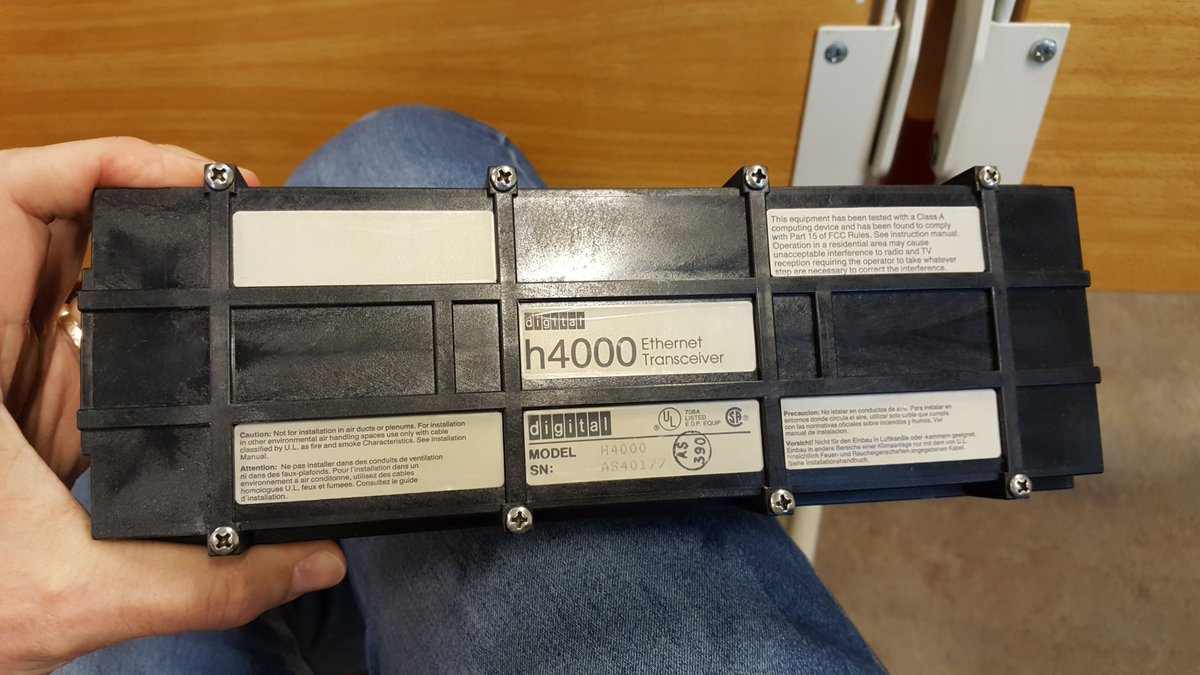 This equipment has been tested with a Class A
computing device and has been found to comply
with Part 15 of FCC Rules. See instruction manual.
Operation in a residential area may cause
unacceptable interference to radio and TV
reception requiring the operator to take whatever
step are necessary to correct the interference.
digital
h4000 Ethernet
Transceiver
Caution: Not for installation in air ducts or plenums. For installation
in other environmental air handling spaces use only with cable
classified by U.L. as fire and smoke Characteristics. See Installation
Manual.
Attention: Ne pas installer dans des conduits de ventilation
ni dans des faux-plafonds. Pour l'installation dans un
environnement a air conditonne, utilisez des cables
homologues U.L. feux et fumees. Consultez le guide
d'installation.
digital
UL ® 708A
LISTED
E.D.P. EQUIP
SA ®
MODEL H4000
SN: AS40177
AS
390
Precaucion: No istalar en conductos de aire. Para instalar en
entornos donde circula el aire, utilizar solo cable que cumpla
con las normativas oficiales sobre incendios y humos. Ver
manual de instalación.
Vorsicht! Nicht für den Einbau in Luftkanäle oder -kammern geeignet.
Einbau in andere Bereiche einer Klimaanlage nur mit dem von U.L.
hinsichtlich Feuer- und Raucheigenschaften angegebenen Kabel.
Siehe Installationshandbuch.